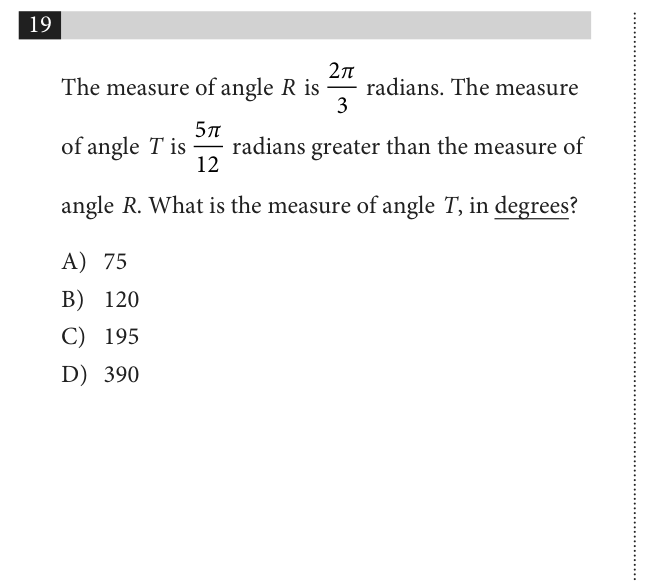 19
The measure of angle R is 2π/3 radians. The measure
of angle T is 5π/12 radians greater than the measure of
angle R. What is the measure of angle T, in degrees?
A) 75
B) 120
C) 195
D) 390